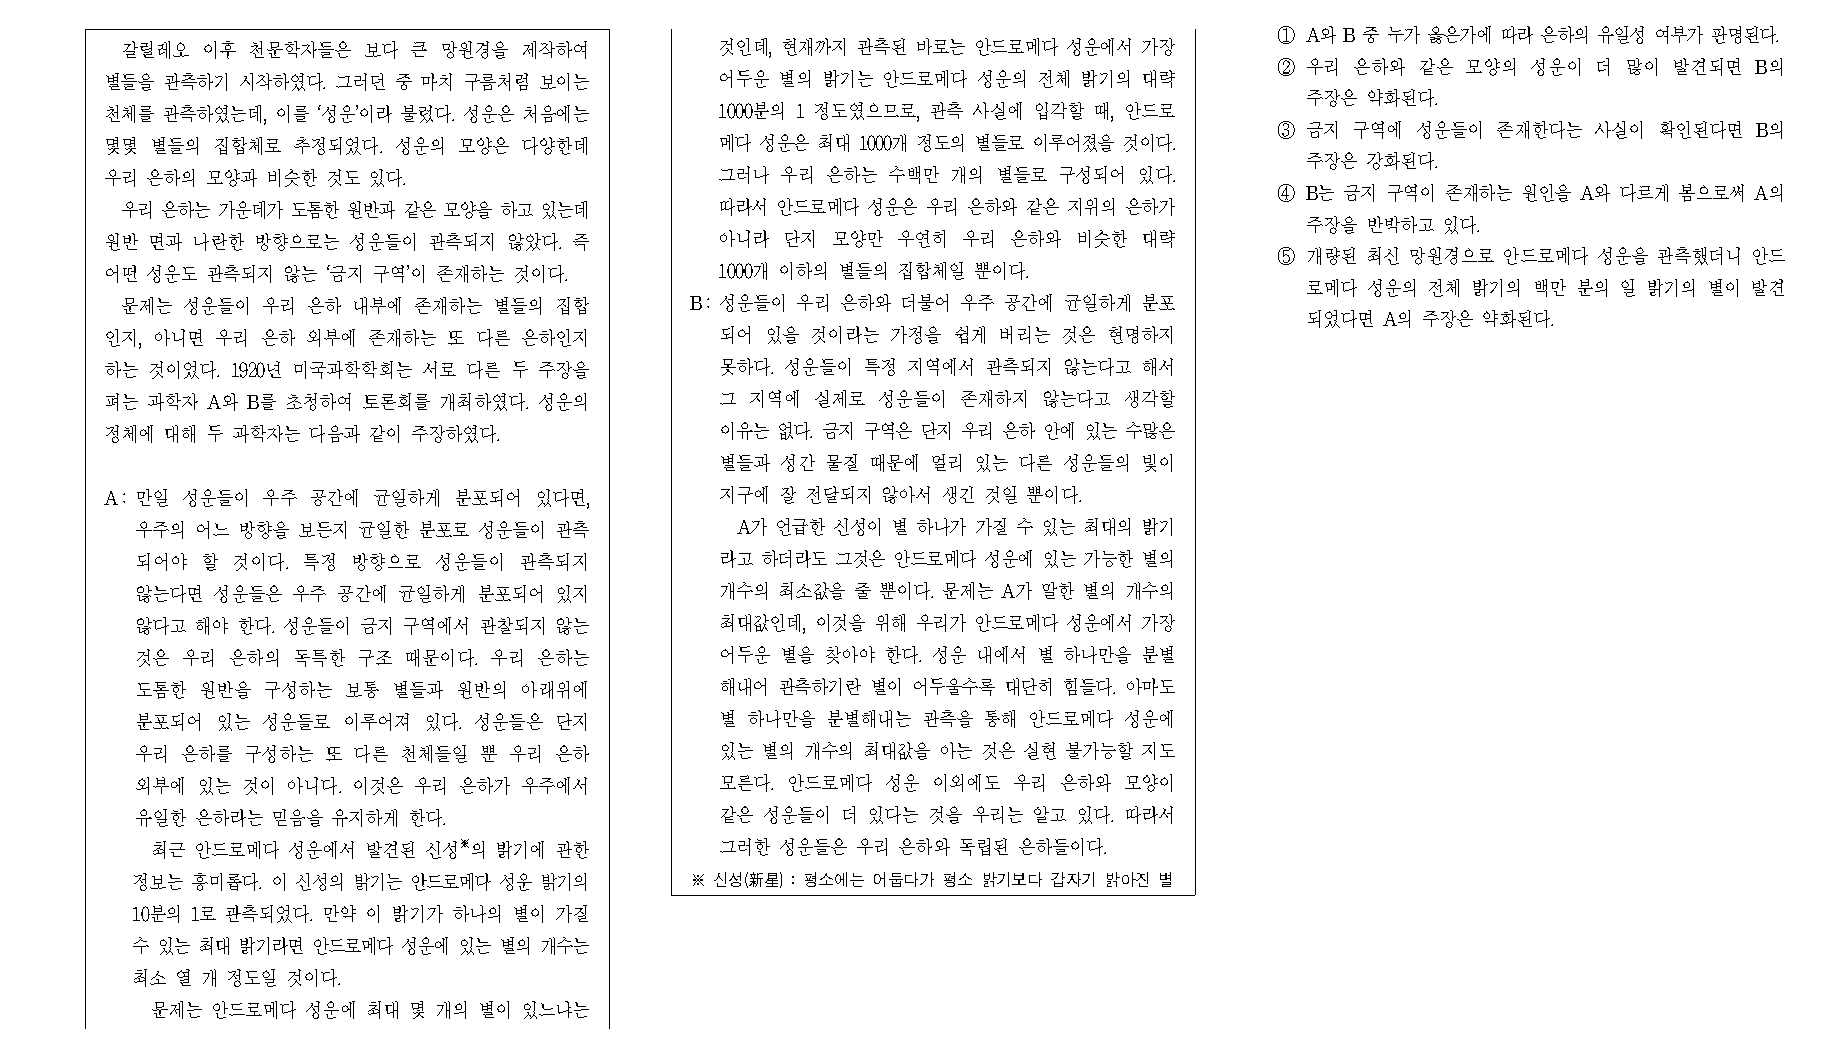 갈릴레오 이후 천문학자들은 보다 큰 망원경을 제작하여
별들을 관측하기 시작하였다. 그러던 중 마치 구름처럼 보이는
천체를 관측하였는데, 이를 ‘성운’이라 불렀다. 성운은 처음에는
몇몇 별들의 집합체로 추정되었다. 성운의 모양은 다양한데
우리 은하의 모양과 비슷한 것도 있다.
우리 은하는 가운데가 도톰한 원반과 같은 모양을 하고 있는데
원반 면과 나란한 방향으로는 성운들이 관측되지 않았다. 즉
어떤 성운도 관측되지 않는 ‘금지 구역’이 존재하는 것이다.
문제는 성운들이 우리 은하 내부에 존재하는 별들의 집합
인지, 아니면 우리 은하 외부에 존재하는 또 다른 은하인지
하는 것이었다. 1920년 미국과학학회는 서로 다른 두 주장을
펴는 과학자 A와 B를 초청하여 토론회를 개최하였다. 성운의
정체에 대해 두 과학자는 다음과 같이 주장하였다.
A : 만일 성운들이 우주 공간에 균일하게 분포되어 있다면,
우주의 어느 방향을 보든지 균일한 분포로 성운들이 관측
되어야 할 것이다. 특정 방향으로 성운들이 관측되지
않는다면 성운들은 우주 공간에 균일하게 분포되어 있지
않다고 해야 한다. 성운들이 금지 구역에서 관찰되지 않는
것은 우리 은하의 독특한 구조 때문이다. 우리 은하는
도톰한 원반을 구성하는 보통 별들과 원반의 아래위에
분포되어 있는 성운들로 이루어져 있다. 성운들은 단지
우리 은하를 구성하는 또 다른 천체들일 뿐 우리 은하
외부에 있는 것이 아니다. 이것은 우리 은하가 우주에서
유일한 은하라는 믿음을 유지하게 한다.
최근 안드로메다 성운에서 발견된 신성※의 밝기에 관한
정보는 흥미롭다. 이 신성의 밝기는 안드로메다 성운 밝기의
10분의 1로 관측되었다. 만약 이 밝기가 하나의 별이 가질
수 있는 최대 밝기라면 안드로메다 성운에 있는 별의 개수는
최소 열 개 정도일 것이다.
문제는 안드로메다 성운에 최대 몇 개의 별이 있느냐는
것인데, 현재까지 관측된 바로는 안드로메다 성운에서 가장
어두운 별의 밝기는 안드로메다 성운의 전체 밝기의 대략
1000분의 1 정도였으므로, 관측 사실에 입각할 때, 안드로
메다 성운은 최대 1000개 정도의 별들로 이루어졌을 것이다.
그러나 우리 은하는 수백만 개의 별들로 구성되어 있다.
따라서 안드로메다 성운은 우리 은하와 같은 지위의 은하가
아니라 단지 모양만 우연히 우리 은하와 비슷한 대략
1000개 이하의 별들의 집합체일 뿐이다.
B : 성운들이 우리 은하와 더불어 우주 공간에 균일하게 분포
되어 있을 것이라는 가정을 쉽게 버리는 것은 현명하지
못하다. 성운들이 특정 지역에서 관측되지 않는다고 해서
그 지역에 실제로 성운들이 존재하지 않는다고 생각할
이유는 없다. 금지 구역은 단지 우리 은하 안에 있는 수많은
별들과 성간 물질 때문에 멀리 있는 다른 성운들의 빛이
지구에 잘 전달되지 않아서 생긴 것일 뿐이다.
A가 언급한 신성이 별 하나가 가질 수 있는 최대의 밝기
라고 하더라도 그것은 안드로메다 성운에 있는 가능한 별의
개수의 최소값을 줄 뿐이다. 문제는 A가 말한 별의 개수의
최대값인데, 이것을 위해 우리가 안드로메다 성운에서 가장
어두운 별을 찾아야 한다. 성운 내에서 별 하나만을 분별
해내어 관측하기란 별이 어두울수록 대단히 힘들다. 아마도
별 하나만을 분별해내는 관측을 통해 안드로메다 성운에
있는 별의 개수의 최대값을 아는 것은 실현 불가능할 지도
모른다. 안드로메다 성운 이외에도 우리 은하와 모양이
같은 성운들이 더 있다는 것을 우리는 알고 있다. 따라서
그러한 성운들은 우리 은하와 독립된 은하들이다.
※ 신성(新星) : 평소에는 어둡다가 평소 밝기보다 갑자기 밝아진 별
① A와 B 중 누가 옳은가에 따라 은하의 유일성 여부가 판명된다.
② 우리 은하와 같은 모양의 성운이 더 많이 발견되면 B의
주장은 약화된다.
③ 금지 구역에 성운들이 존재한다는 사실이 확인된다면 B의
주장은 강화된다.
④ B는 금지 구역이 존재하는 원인을 A와 다르게 봄으로써 A의
주장을 반박하고 있다.
⑤ 개량된 최신 망원경으로 안드로메다 성운을 관측했더니 안드
로메다 성운의 전체 밝기의 백만 분의 일 밝기의 별이 발견
되었다면 A의 주장은 약화된다.